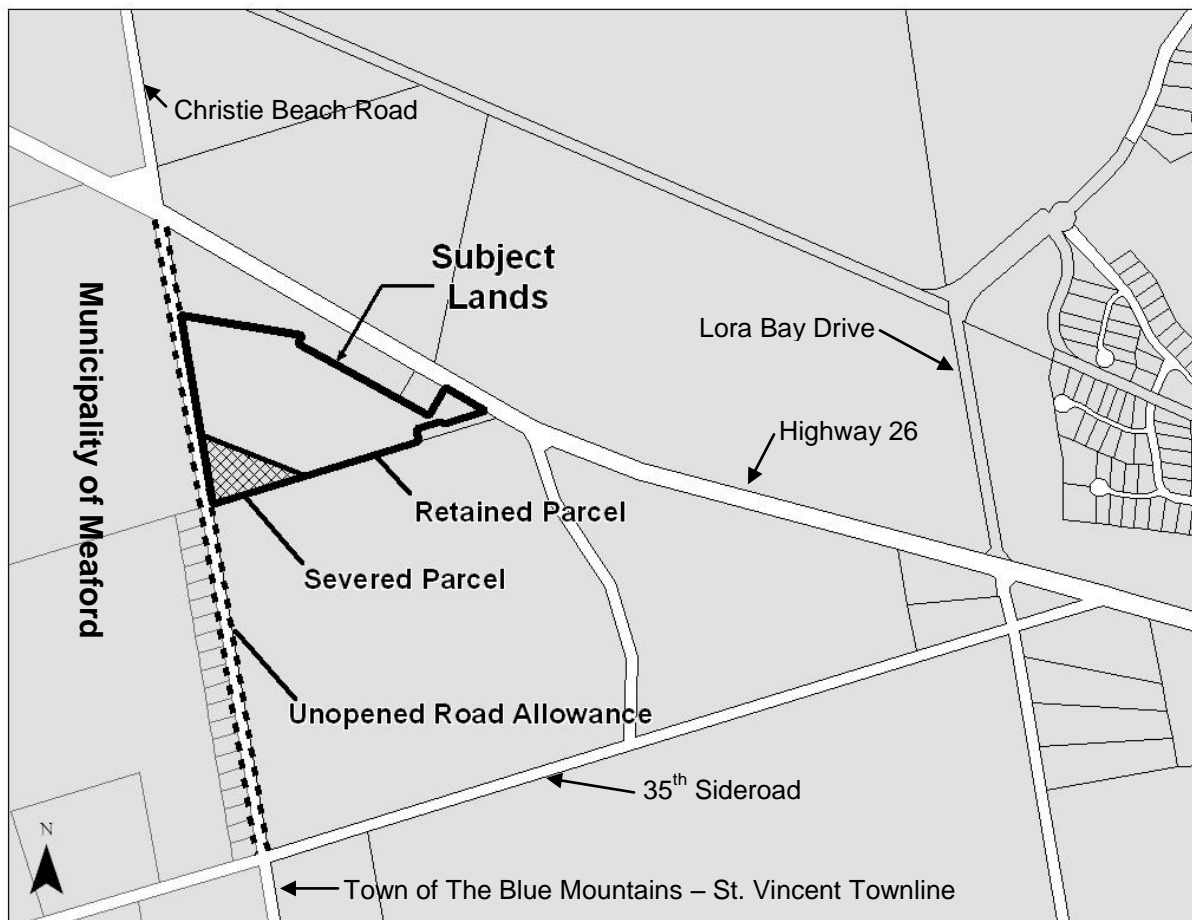 Christie Beach Road
Subject
Lands
Municipality of Meaford
Lora Bay Drive
Highway 26
Retained Parcel
Severed Parcel
Unopened Road Allowance
35th Sideroad
N
Town of The Blue Mountains – St. Vincent Townline